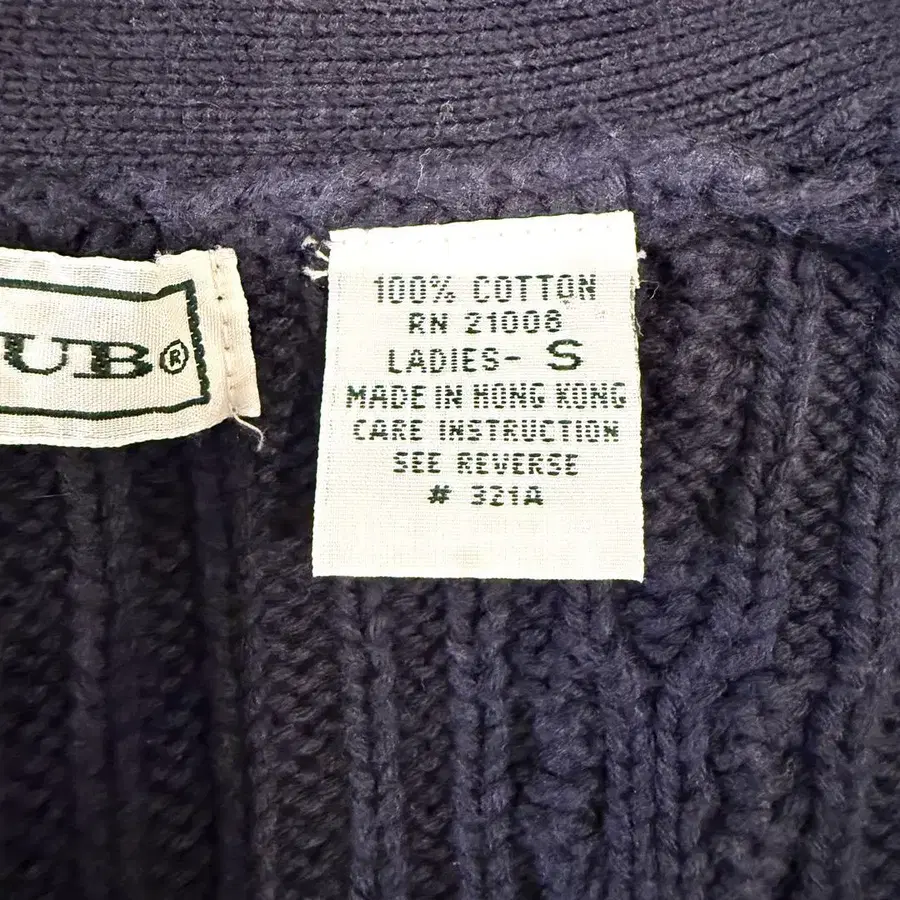 UB®
100% COTTON
RN 21008
LADIES- S
MADE IN HONG KONG
CARE INSTRUCTION
SEE REVERSE
# 321A